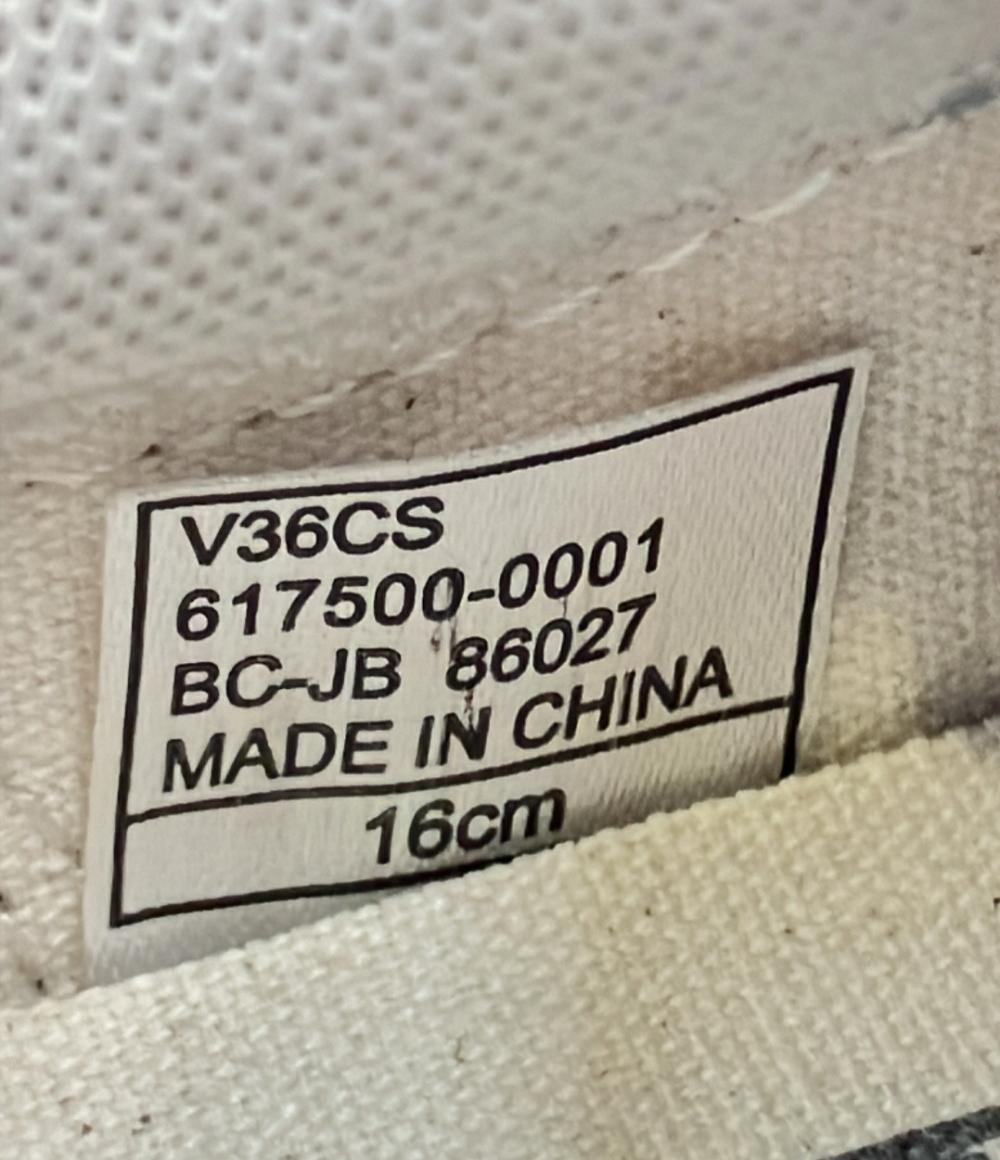 V36CS
617500-0001
BC-JB 86027
MADE IN CHINA
16cm